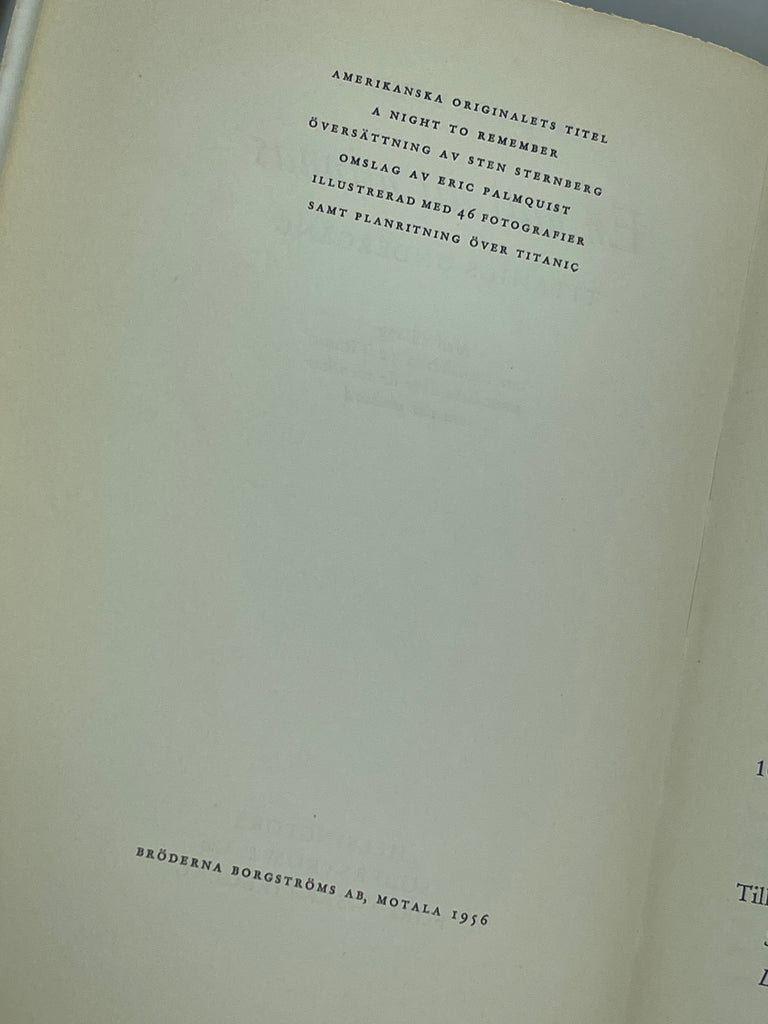 AMERIKANSKA ORIGINALETS TITEL
A NIGHT TO REMEMBER
ÖVERSÄTTNING AV STEN STERNBERG
OMSLAG AV ERIC PALMQUIST
ILLUSTRERAD MED 46 FOTOGRAFIER
SAMT PLANRITNING ÖVER TITANIC
BRÖDERNA BORGSTRÖMS AB, MOTALA 1956
Till